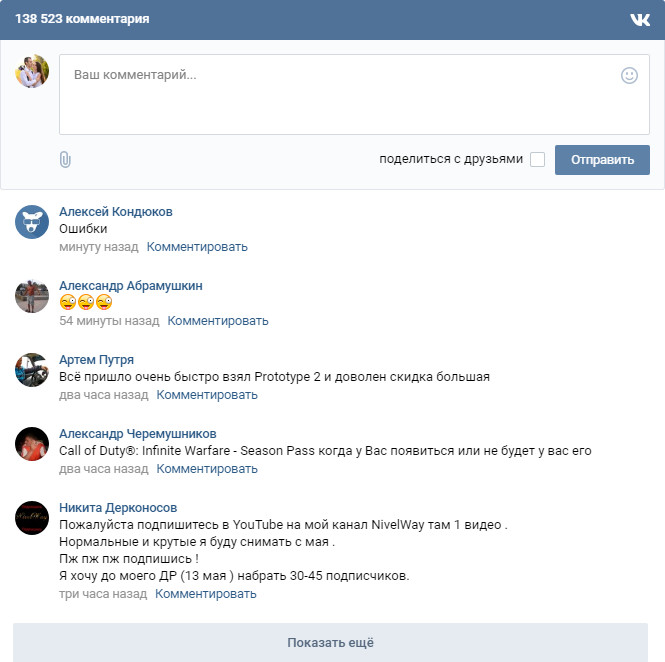 138 523 комментария
Ваш комментарий...
поделиться с друзьями
Отправить
Алексей Кондюков
Ошибки
минуту назад Комментировать
Александр Абрамушкин
😜😜😜
54 минуты назад Комментировать
Артем Путря
Всё пришло очень быстро взял Prototype 2 и доволен скидка большая
два часа назад Комментировать
Александр Черемушников
Call of Duty®: Infinite Warfare - Season Pass когда у Вас появиться или не будет у вас его
два часа назад Комментировать
Никита Дерконосов
Пожалуйста подпишитесь в YouTube на мой канал NivelWay там 1 видео .
Нормальные и крутые я буду снимать с мая .
Пж пж пж подпишись !
Я хочу до моего ДР (13 мая ) набрать 30-45 подписчиков.
три часа назад Комментировать
Показать ещё